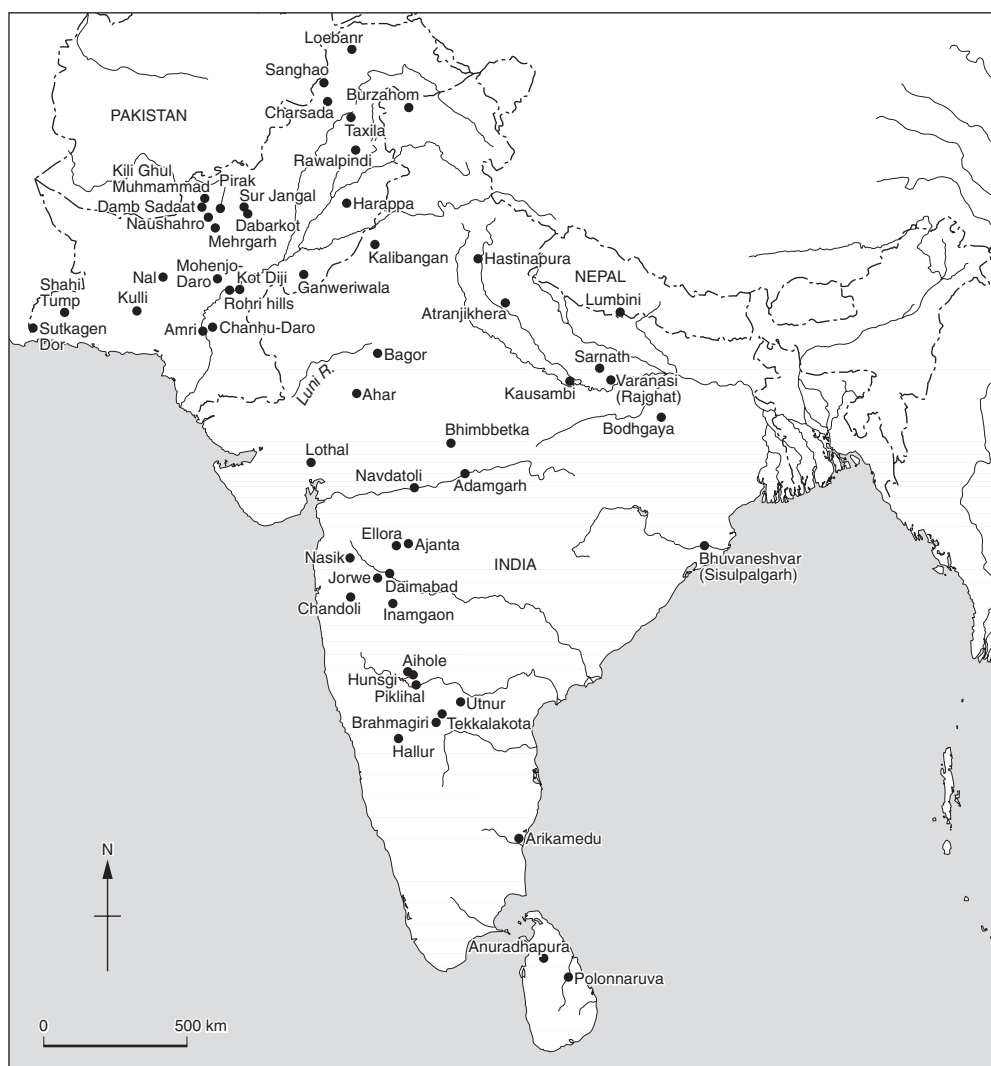 Loebanr
Sanghao
Burzahom
PAKISTAN
Charsada
Taxila
Rawalpindi
Kili Ghul
Muhmammad
Pirak
Sur Jangal
Damb Sadaat
Harappa
Naushahro
Dabarkot
Mehrgarh
Kalibangan
Hastinapura
Nal
Mohenjo-
Daro
Kot Diji
Ganweriwala
NEPAL
Shahi
Tump
Kulli
Rohri hills
Lumbini
Atranjikhera
Sutkagen
Dor
Amri
Chanhu-Daro
Bagor
Sarnath
Luni R.
Ahar
Kausambi
Varanasi
(Rajghat)
Bodhgaya
Bhimbbetka
Lothal
Navdatoli
Adamgarh
Ellora
Ajanta
Nasik
INDIA
Bhuvaneshvar
(Sisulpalgarh)
Jorwe
Daimabad
Chandoli
Inamgaon
Aihole
Hunsgi
Piklihal
Utnur
Brahmagiri
Tekkalakota
Hallur
Arikamedu
N
Anuradhapura
Polonnaruva
0
500 km